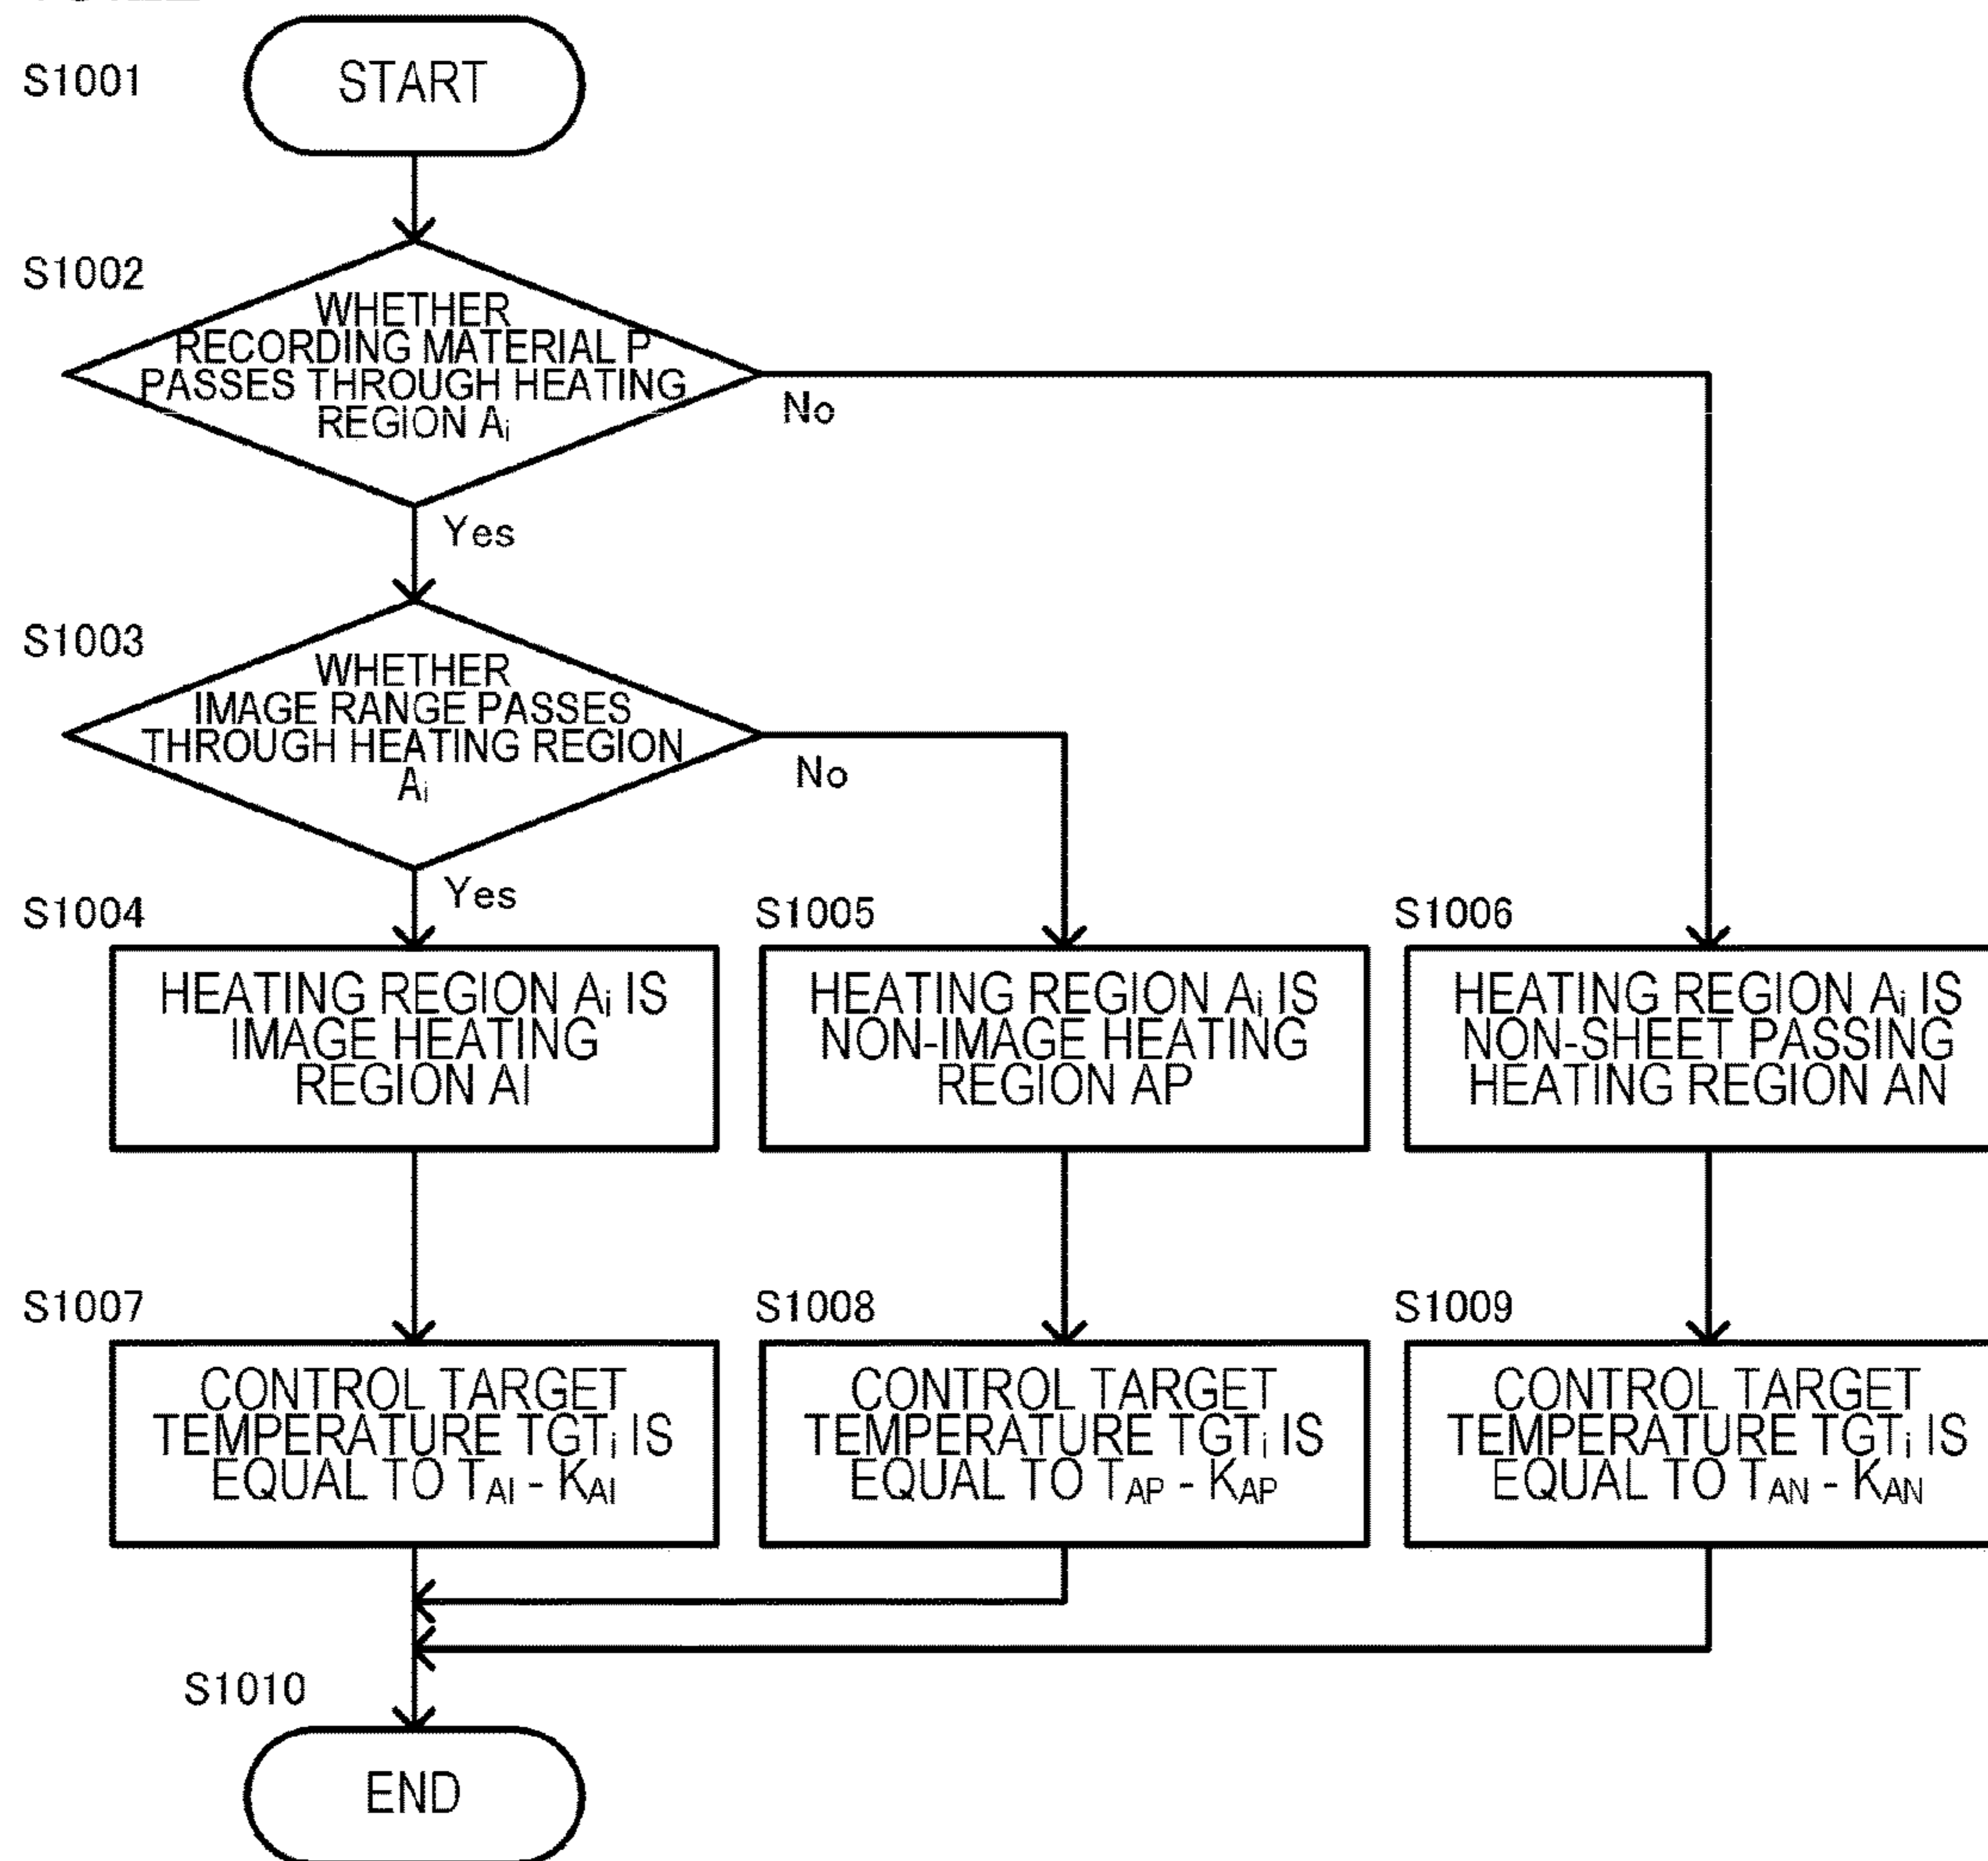 S1001
START
S1002
WHETHER
RECORDING MATERIAL P
PASSES THROUGH HEATING
REGION Ai
No
Yes
S1003
WHETHER
IMAGE RANGE PASSES
THROUGH HEATING REGION
Ai
No
Yes
S1004
HEATING REGION Ai IS
IMAGE HEATING
REGION AI
S1005
HEATING REGION Ai IS
NON-IMAGE HEATING
REGION AP
S1006
HEATING REGION Ai IS
NON-SHEET PASSING
HEATING REGION AN
S1007
CONTROL TARGET
TEMPERATURE TGTi IS
EQUAL TO TAI - KAI
S1008
CONTROL TARGET
TEMPERATURE TGTi IS
EQUAL TO TAP - KAP
S1009
CONTROL TARGET
TEMPERATURE TGTi IS
EQUAL TO TAN - KAN
S1010
END